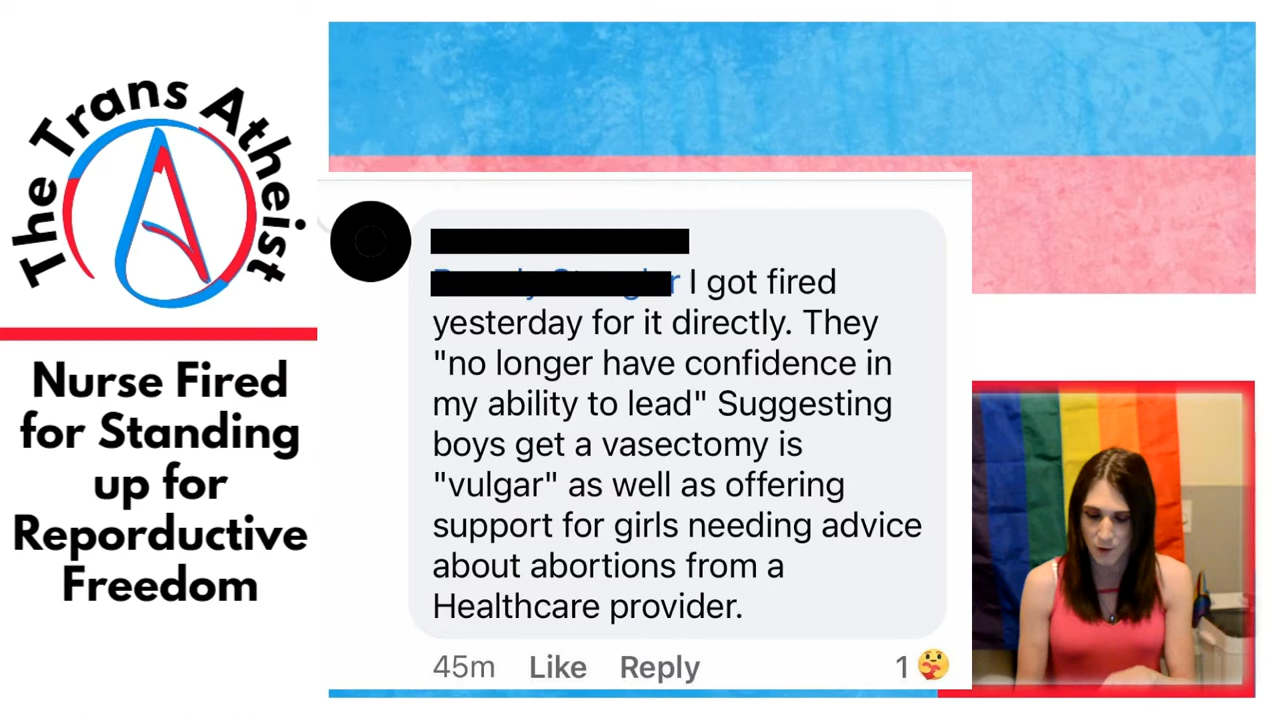 The Trans Atheist
Nurse Fired
for Standing
up for
Reporductive
Freedom
I got fired
yesterday for it directly. They
"no longer have confidence in
my ability to lead" Suggesting
boys get a vasectomy is
"vulgar" as well as offering
support for girls needing advice
about abortions from a
Healthcare provider.
45m Like Reply 1